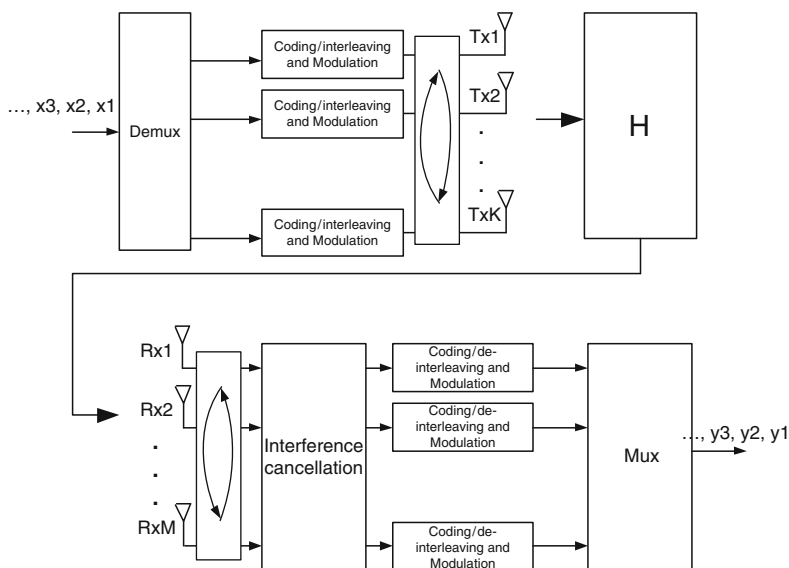 ..., x3, x2, x1
Demux
Coding/interleaving
and Modulation
Coding/interleaving
and Modulation
Coding/interleaving
and Modulation
Tx1
Tx2
.
.
.
TxK
H
Rx1
Rx2
.
.
.
RxM
Interference
cancellation
Coding/de-
interleaving and
Modulation
Coding/de-
interleaving and
Modulation
Coding/de-
interleaving and
Modulation
Mux
..., y3, y2, y1